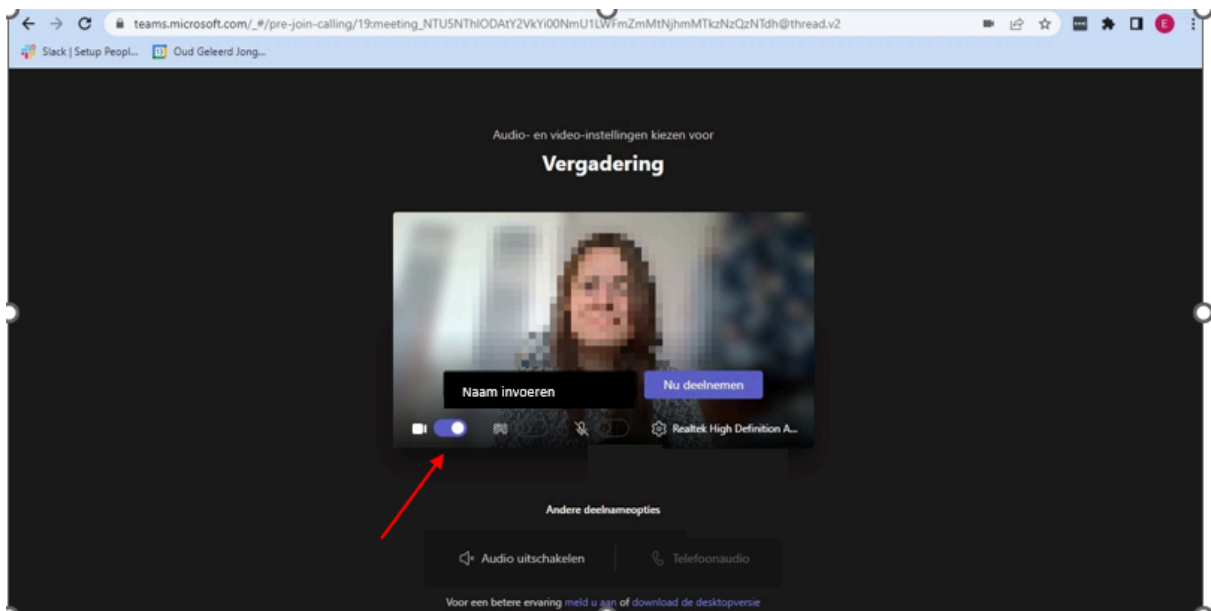 teams.microsoft.com/_#/pre-join-calling/19:meeting_NTU5NThlODAtY2VkYi00NmU1LWFmZmMtNjhmMTkzNzQzNTdh@thread.v2
E
Slack | Setup Peopl... Oud Geleerd Jong...
Audio- en video-instellingen kiezen voor
Vergadering
Naam invoeren Nu deelnemen
Realtek High Definition A...
Andere deelnameopties
Audio uitschakelen Telefoonaudio
Voor een betere ervaring meld u aan of download de desktopversie